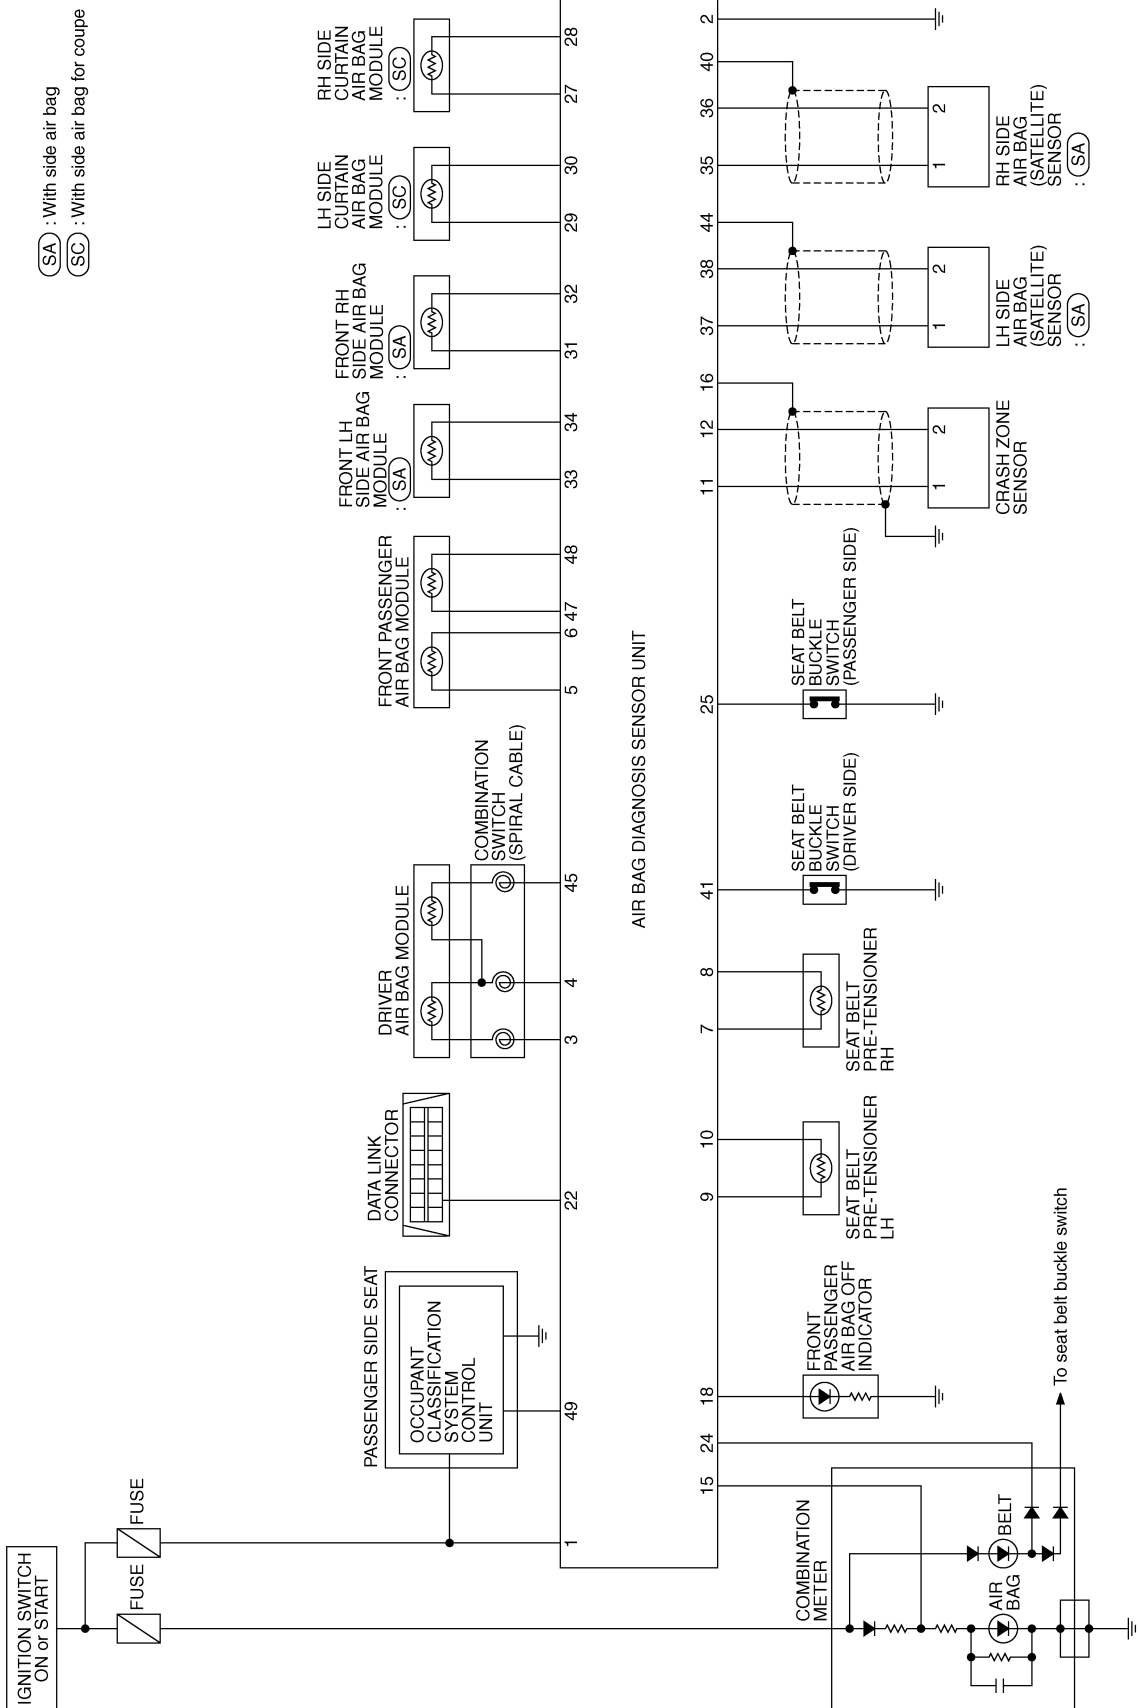 SA : With side air bag
SC : With side air bag for coupe
IGNITION SWITCH
ON or START
FUSE
FUSE
PASSENGER SIDE SEAT
OCCUPANT
CLASSIFICATION
SYSTEM
CONTROL
UNIT
DATA LINK
CONNECTOR
DRIVER
AIR BAG MODULE
COMBINATION
SWITCH
(SPIRAL CABLE)
FRONT PASSENGER
AIR BAG MODULE
FRONT LH
SIDE AIR BAG
MODULE
: SA
FRONT RH
SIDE AIR BAG
MODULE
: SA
LH SIDE
CURTAIN
AIR BAG
MODULE
: SC
RH SIDE
CURTAIN
AIR BAG
MODULE
: SC
1
49
22
3
4
45
5
6
47
48
33
34
31
32
29
30
27
28
AIR BAG DIAGNOSIS SENSOR UNIT
15
24
18
9
10
7
8
41
25
11
12
16
37
38
44
35
36
40
2
COMBINATION
METER
AIR
BAG
BELT
To seat belt buckle switch
FRONT
PASSENGER
AIR BAG OFF
INDICATOR
SEAT BELT
PRE-TENSIONER
LH
SEAT BELT
PRE-TENSIONER
RH
SEAT BELT
BUCKLE
SWITCH
(DRIVER SIDE)
SEAT BELT
BUCKLE
SWITCH
(PASSENGER SIDE)
1
2
CRASH ZONE
SENSOR
1
2
LH SIDE
AIR BAG
(SATELLITE)
SENSOR
: SA
1
2
RH SIDE
AIR BAG
(SATELLITE)
SENSOR
: SA